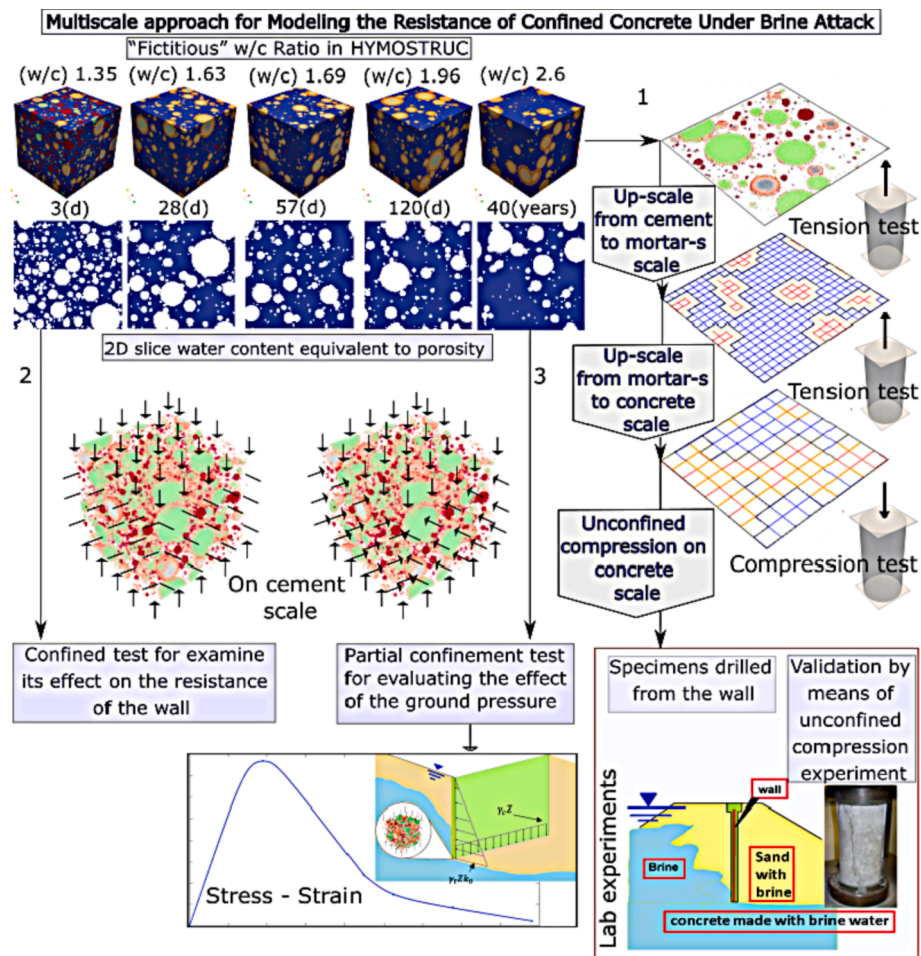 Multiscale approach for Modeling the Resistance of Confined Concrete Under Brine Attack
"Fictitious" w/c Ratio in HYMOSTRUC
(w/c) 1.35
(w/c) 1.63
(w/c) 1.69
(w/c) 1.96
(w/c) 2.6
1
3(d)
28(d)
57(d)
120(d)
40(years)
2D slice water content equivalent to porosity
Up-scale
from cement
to mortar-s
scale
Tension test
Up-scale
from mortar-s
to concrete
scale
Tension test
Unconfined
compression on
concrete
scale
Compression test
2
3
On cement
scale
Confined test for examine
its effect on the resistance
of the wall
Partial confinement test
for evaluating the effect
of the ground pressure
Stress - Strain
γcZ
γtZk0
Specimens drilled
from the wall
Validation by
means of
unconfined
compression
experiment
Lab experiments
wall
Brine
Sand
with
brine
concrete made with brine water